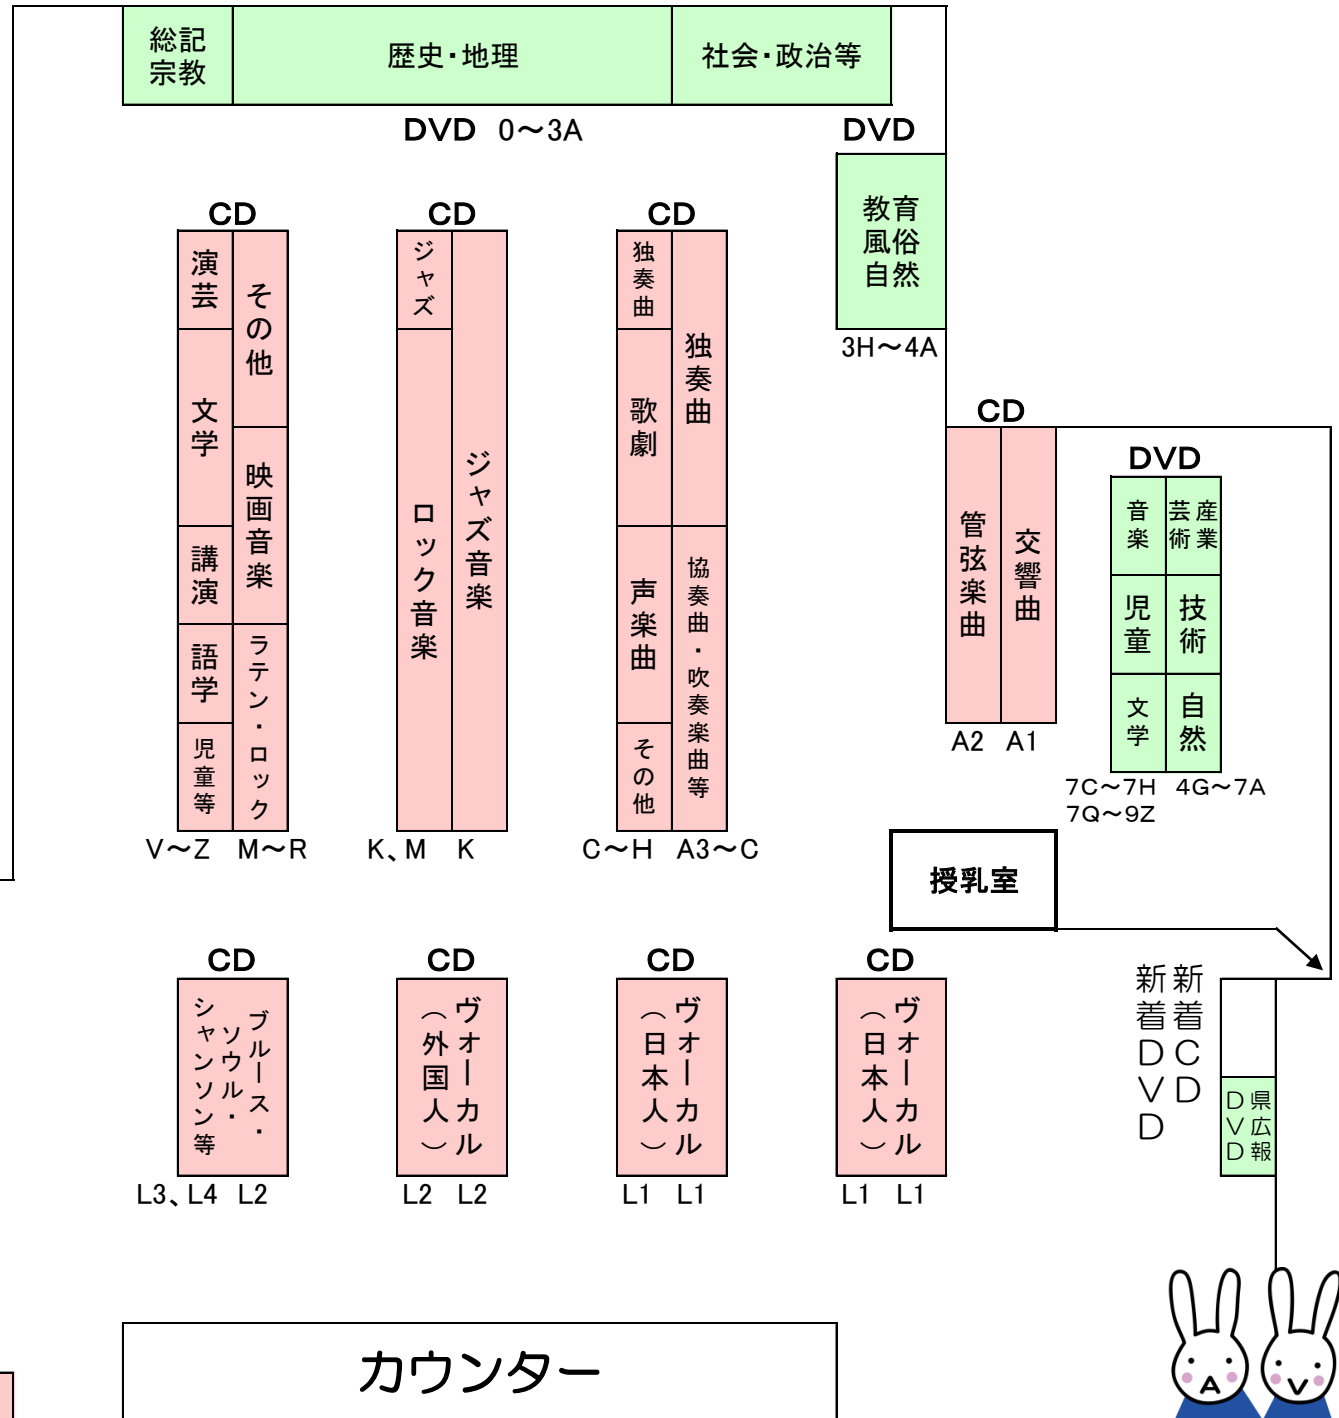 総記
宗教
歴史・地理
社会・政治等
DVD 0～3A
DVD
教育
風俗
自然
3H～4A
CD
演芸
文学
講演
語学
児童等
その他
映画音楽
ラテン・ロック
V～Z M～R
CD
ジャズ
ロック音楽
ジャズ音楽
K、M K
CD
独奏曲
歌劇
声楽曲
その他
独奏曲
協奏曲・吹奏楽曲等
C～H A3～C
CD
管弦楽曲
交響曲
A2 A1
DVD
音楽
児童
文学
産業
芸術
技術
自然
7C～7H 4G～7A
7Q～9Z
授乳室
CD
ブルース・
ソウル・
シャンソン等
L3、L4 L2
CD
ヴォーカル
（外国人）
L2 L2
CD
ヴォーカル
（日本人）
L1 L1
CD
ヴォーカル
（日本人）
L1 L1
新着CD
新着DVD
県広報
DVD
カウンター
A
V